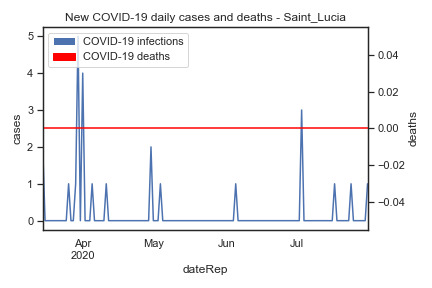 New COVID-19 daily cases and deaths - Saint_Lucia
COVID-19 infections
COVID-19 deaths
cases
5
4
3
2
1
0
deaths
0.04
0.02
0.00
−0.02
−0.04
Apr
2020
May
Jun
Jul
dateRep